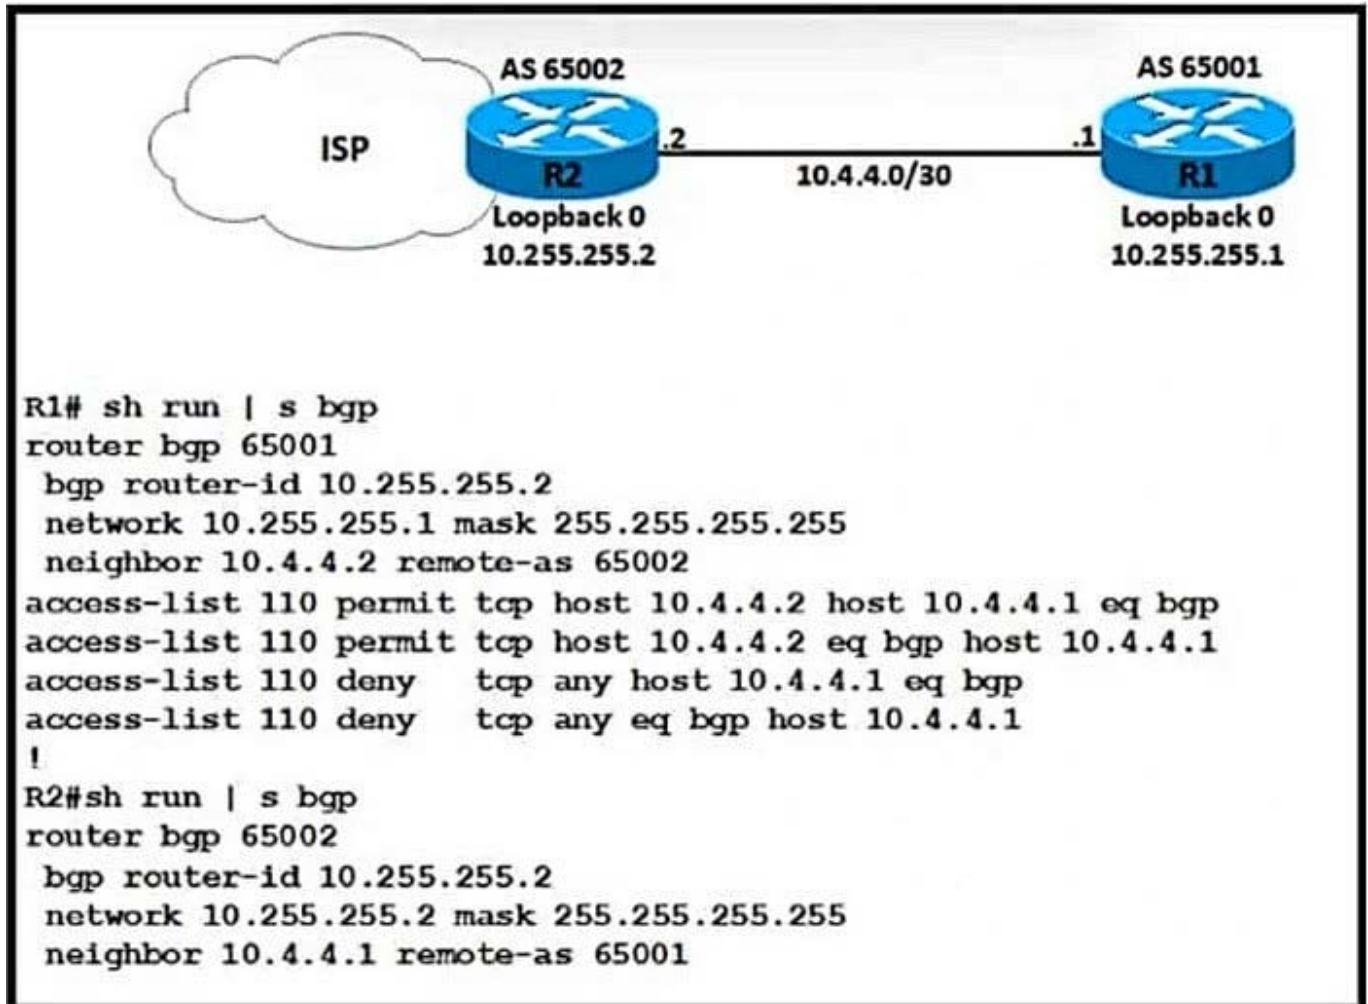 AS 65002
AS 65001
ISP
.2
.1
10.4.4.0/30
R2
R1
Loopback 0
Loopback 0
10.255.255.2
10.255.255.1
R1# sh run | s bgp
router bgp 65001
bgp router-id 10.255.255.2
network 10.255.255.1 mask 255.255.255.255
neighbor 10.4.4.2 remote-as 65002
access-list 110 permit tcp host 10.4.4.2 host 10.4.4.1 eq bgp
access-list 110 permit tcp host 10.4.4.2 eq bgp host 10.4.4.1
access-list 110 deny tcp any host 10.4.4.1 eq bgp
access-list 110 deny tcp any eq bgp host 10.4.4.1
!
R2#sh run | s bgp
router bgp 65002
bgp router-id 10.255.255.2
network 10.255.255.2 mask 255.255.255.255
neighbor 10.4.4.1 remote-as 65001